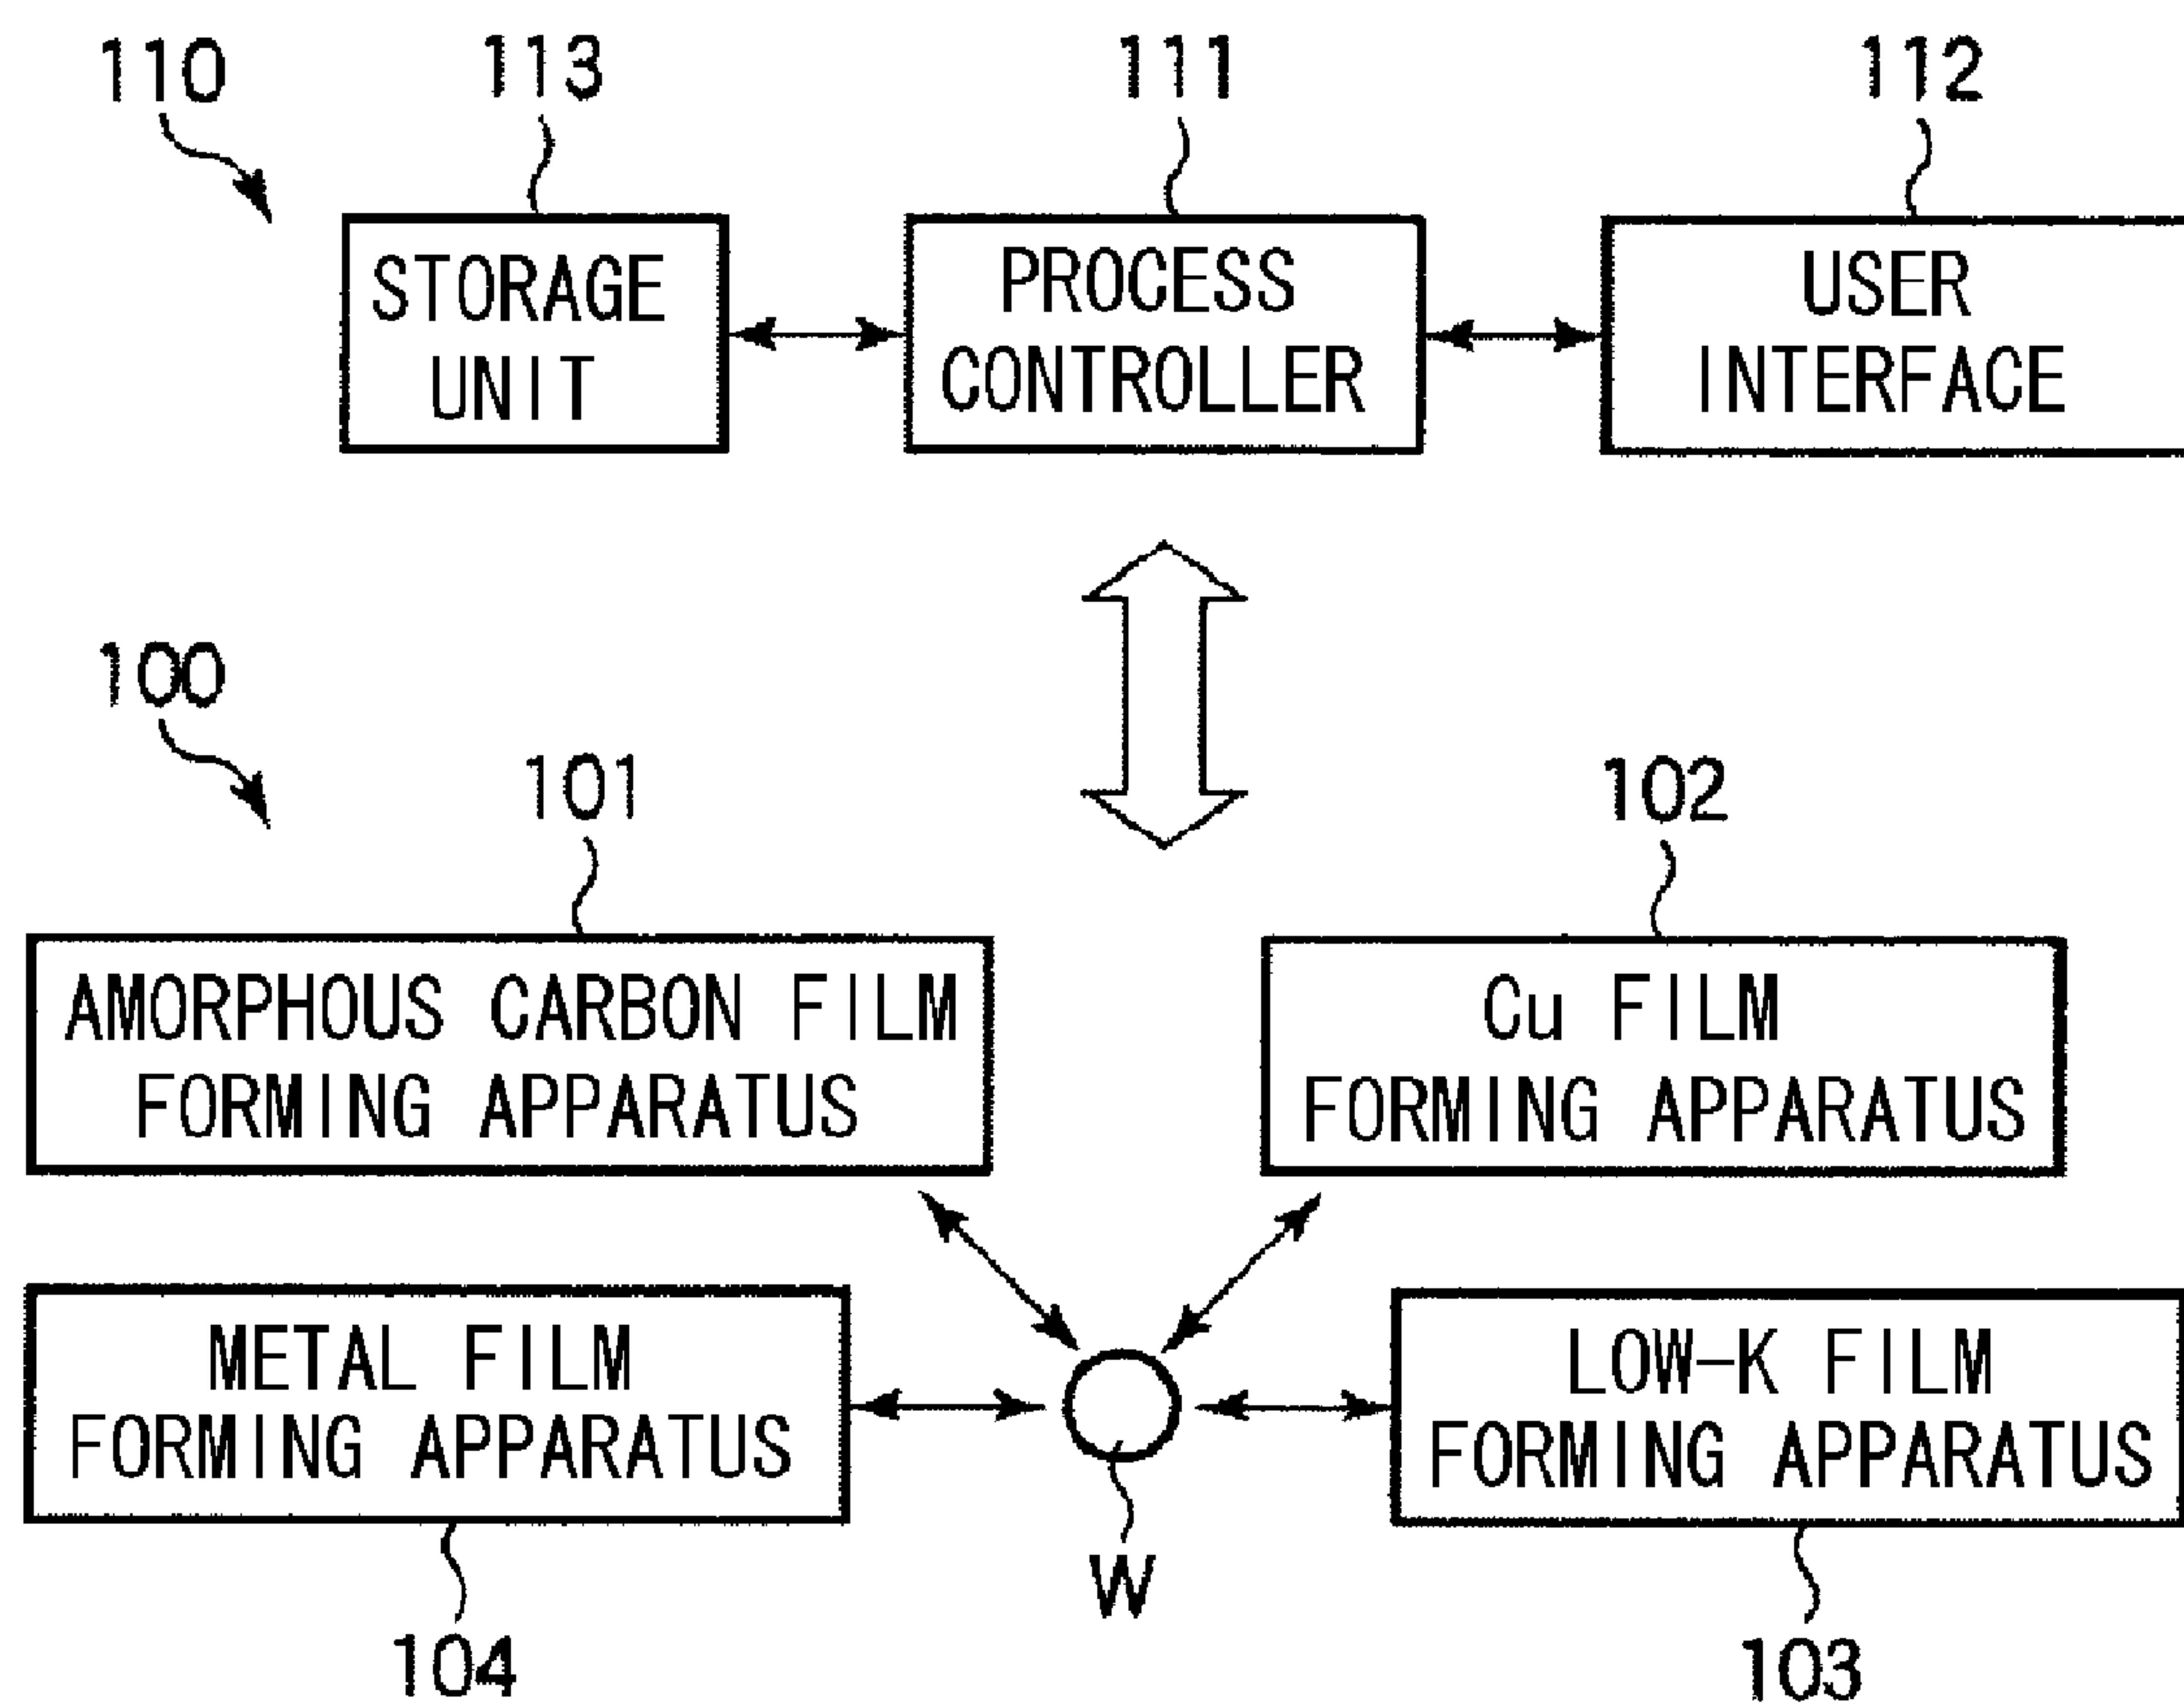 110
113
111
112
STORAGE
UNIT
PROCESS
CONTROLLER
USER
INTERFACE
100
101
102
AMORPHOUS CARBON FILM
FORMING APPARATUS
Cu FILM
FORMING APPARATUS
METAL FILM
FORMING APPARATUS
LOW-K FILM
FORMING APPARATUS
W
104
103